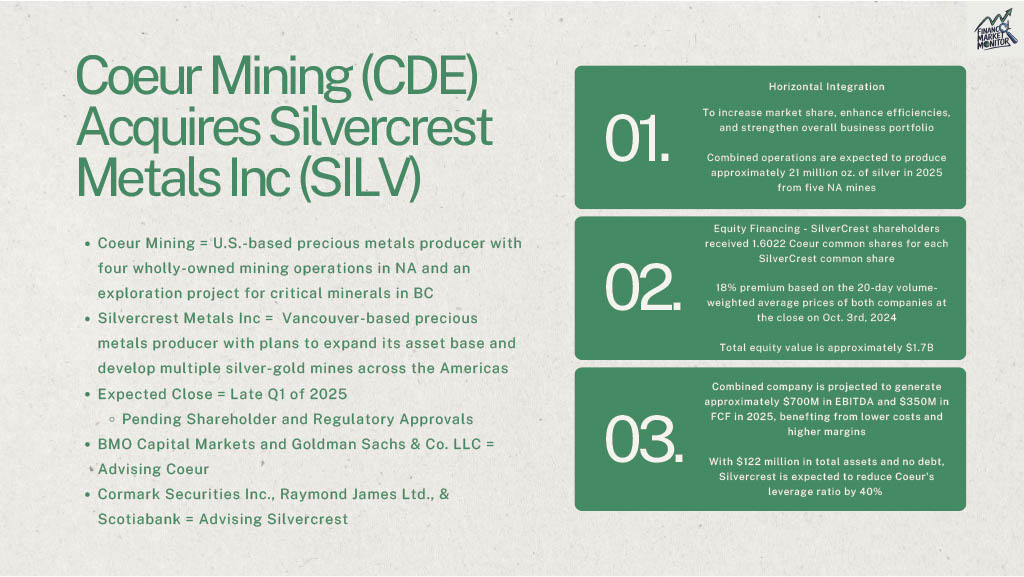 FINANCE
MARKET
MONITOR
Coeur Mining (CDE)
Acquires Silvercrest
Metals Inc (SILV)
• Coeur Mining = U.S.-based precious metals producer with
four wholly-owned mining operations in NA and an
exploration project for critical minerals in BC
• Silvercrest Metals Inc = Vancouver-based precious
metals producer with plans to expand its asset base and
develop multiple silver-gold mines across the Americas
• Expected Close = Late Q1 of 2025
◦ Pending Shareholder and Regulatory Approvals
• BMO Capital Markets and Goldman Sachs & Co. LLC =
Advising Coeur
• Cormark Securities Inc., Raymond James Ltd., &
Scotiabank = Advising Silvercrest
01.
Horizontal Integration
To increase market share, enhance efficiencies,
and strengthen overall business portfolio
Combined operations are expected to produce
approximately 21 million oz. of silver in 2025
from five NA mines
02.
Equity Financing - SilverCrest shareholders
received 1.6022 Coeur common shares for each
SilverCrest common share
18% premium based on the 20-day volume-
weighted average prices of both companies at
the close on Oct. 3rd, 2024
Total equity value is approximately $1.7B
03.
Combined company is projected to generate
approximately $700M in EBITDA and $350M in
FCF in 2025, benefting from lower costs and
higher margins
With $122 million in total assets and no debt,
Silvercrest is expected to reduce Coeur's
leverage ratio by 40%